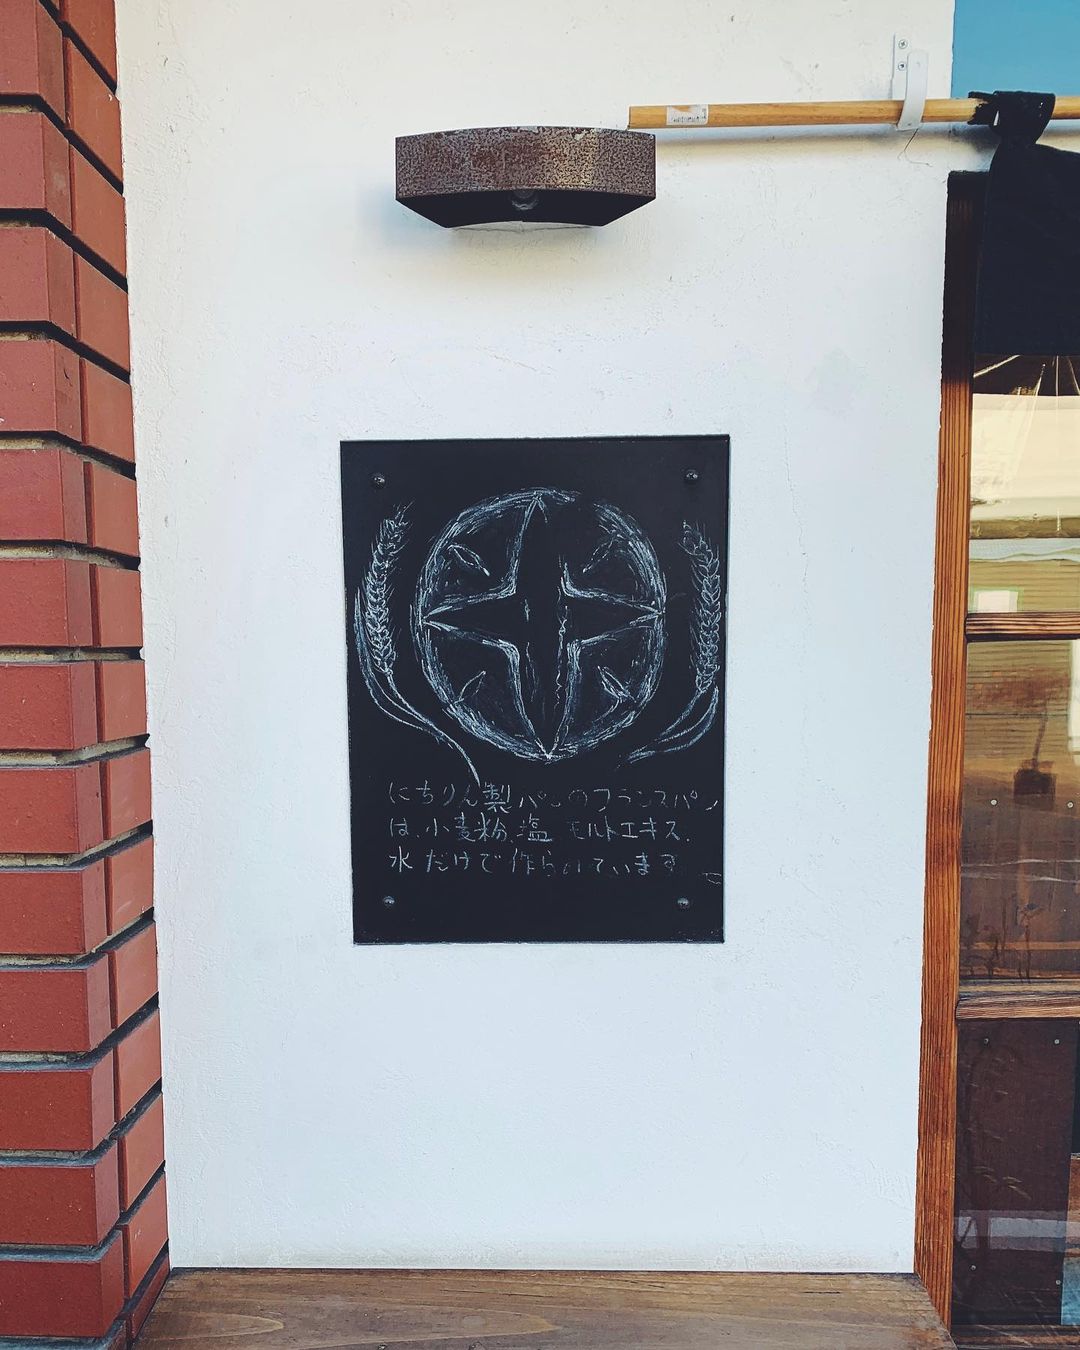 にちりん製パンのフランスパン
は、小麦粉、塩、モルトエキス、
水だけで作られています。